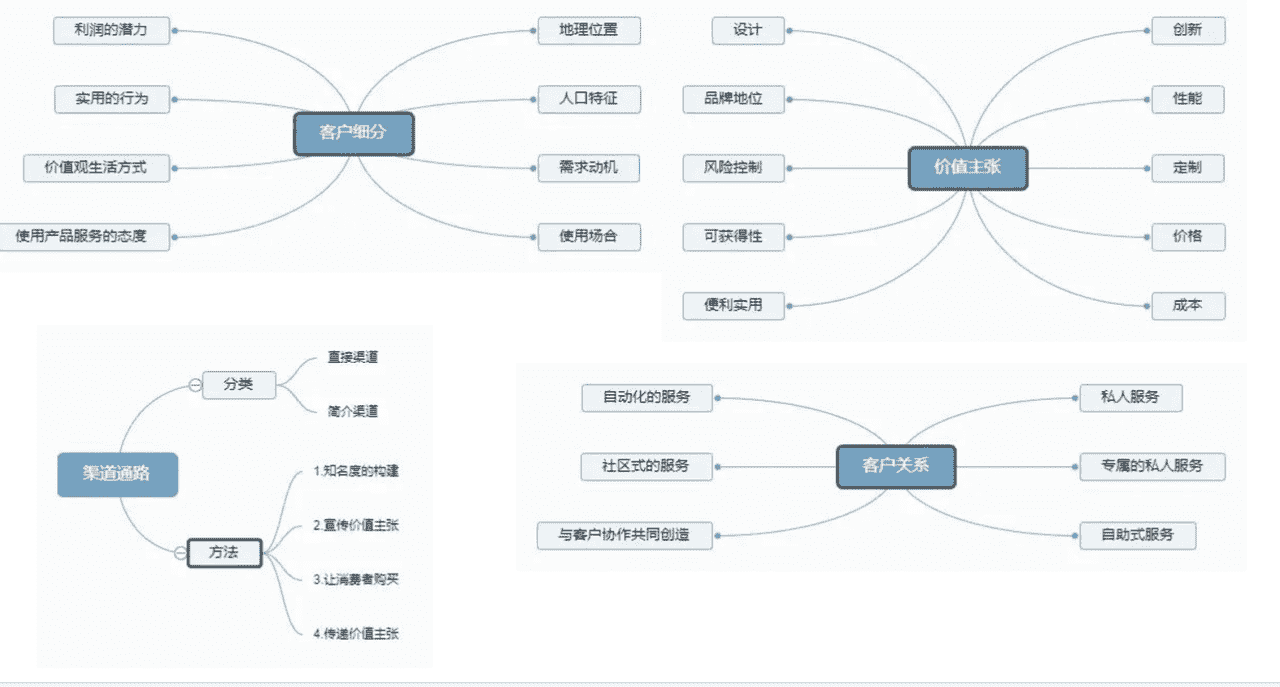 利润的潜力
实用的行为
价值观生活方式
使用产品服务的态度
客户细分
地理位置
人口特征
需求动机
使用场合
设计
品牌地位
风险控制
可获得性
便利实用
价值主张
创新
性能
定制
价格
成本
渠道通路
分类
直接渠道
简介渠道
方法
1.知名度的构建
2.宣传价值主张
3.让消费者购买
4.传递价值主张
自动化的服务
社区式的服务
与客户协作共同创造
客户关系
私人服务
专属的私人服务
自助式服务